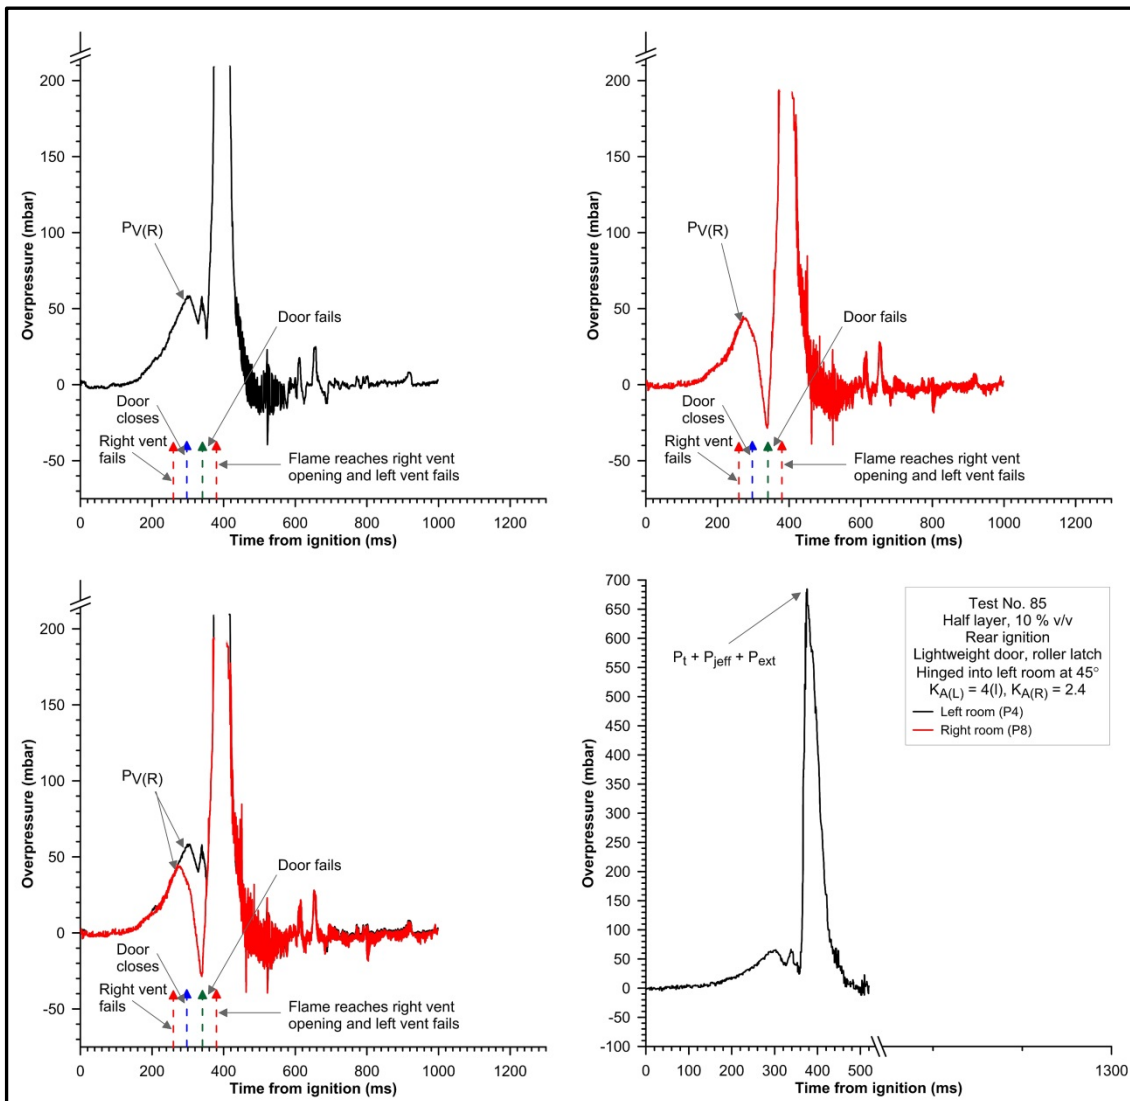 200
150
100
50
0
-50
Overpressure (mbar)
PV(R)
Door fails
Door
closes
Right vent
fails
Flame reaches right vent
opening and left vent fails
0 200 400 600 800 1000 1200
Time from ignition (ms)
200
150
100
50
0
-50
Overpressure (mbar)
PV(R)
Door fails
Door
closes
Right vent
fails
Flame reaches right vent
opening and left vent fails
0 200 400 600 800 1000 1200
Time from ignition (ms)
200
150
100
50
0
-50
Overpressure (mbar)
PV(R)
Door fails
Door
closes
Right vent
fails
Flame reaches right vent
opening and left vent fails
0 200 400 600 800 1000 1200
Time from ignition (ms)
700
650
600
550
500
450
400
350
300
250
200
150
100
50
0
-50
-100
Overpressure (mbar)
Pt + Pjeff + Pext
Test No. 85
Half layer, 10 % v/v
Rear ignition
Lightweight door, roller latch
Hinged into left room at 45°
KA(L) = 4(l), KA(R) = 2.4
Left room (P4)
Right room (P8)
0 100 200 300 400 500 1300
Time from ignition (ms)